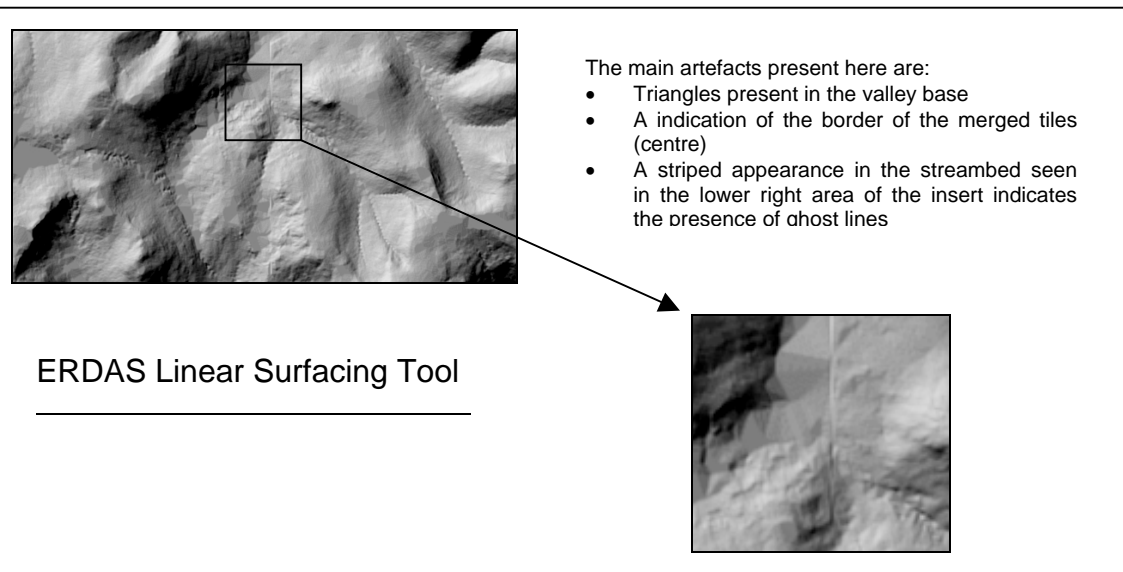 The main artefacts present here are:
• Triangles present in the valley base
• A indication of the border of the merged tiles
(centre)
• A striped appearance in the streambed seen
in the lower right area of the insert indicates
the presence of ghost lines
ERDAS Linear Surfacing Tool